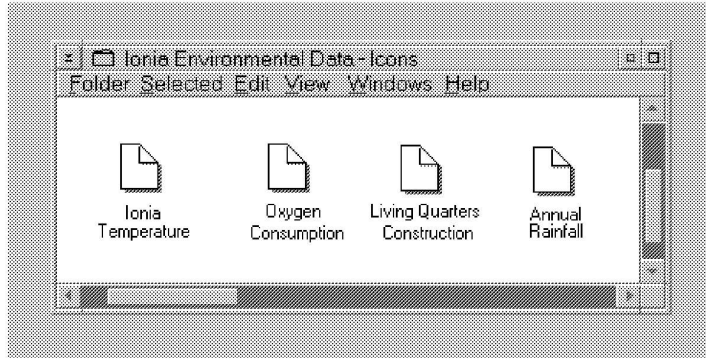 Ionia Environmental Data - Icons
Folder Selected Edit View Windows Help
Ionia
Temperature
Oxygen
Consumption
Living Quarters
Construction
Annual
Rainfall